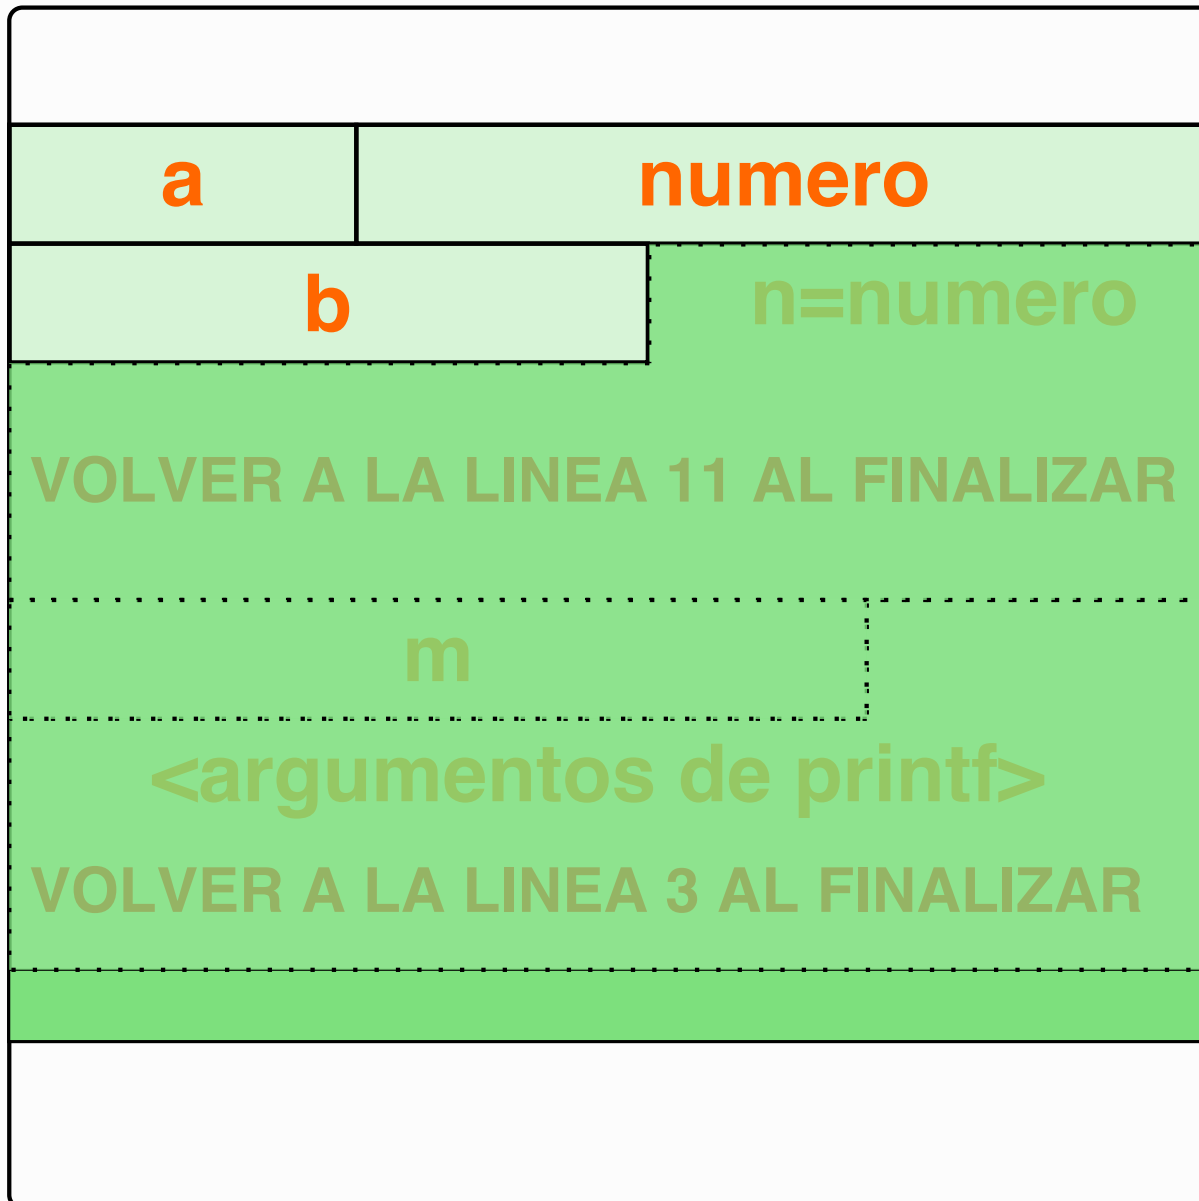 a numero
b n=numero
VOLVER A LA LINEA 11 AL FINALIZAR
m
<argumentos de printf>
VOLVER A LA LINEA 3 AL FINALIZAR